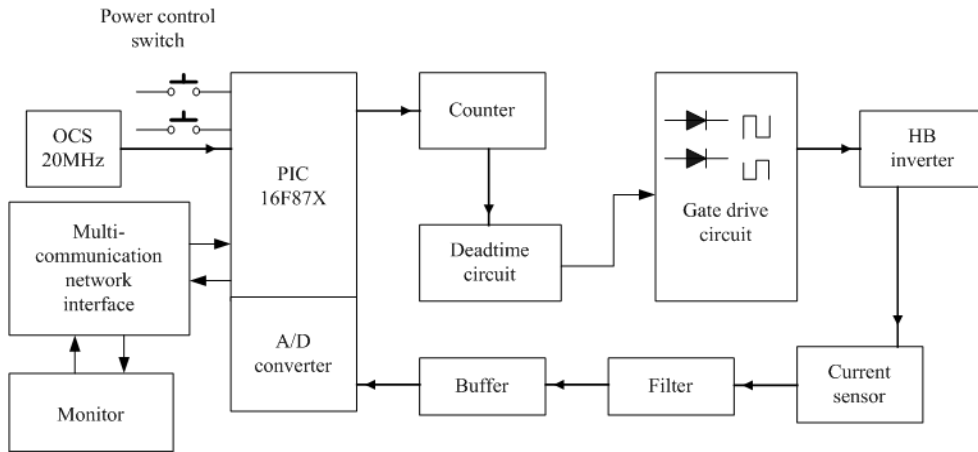 Power control
switch
OCS
20MHz
PIC
16F87X
Counter
Gate drive
circuit
HB
inverter
Multi-
communication
network
interface
Deadtime
circuit
A/D
converter
Buffer
Filter
Current
sensor
Monitor